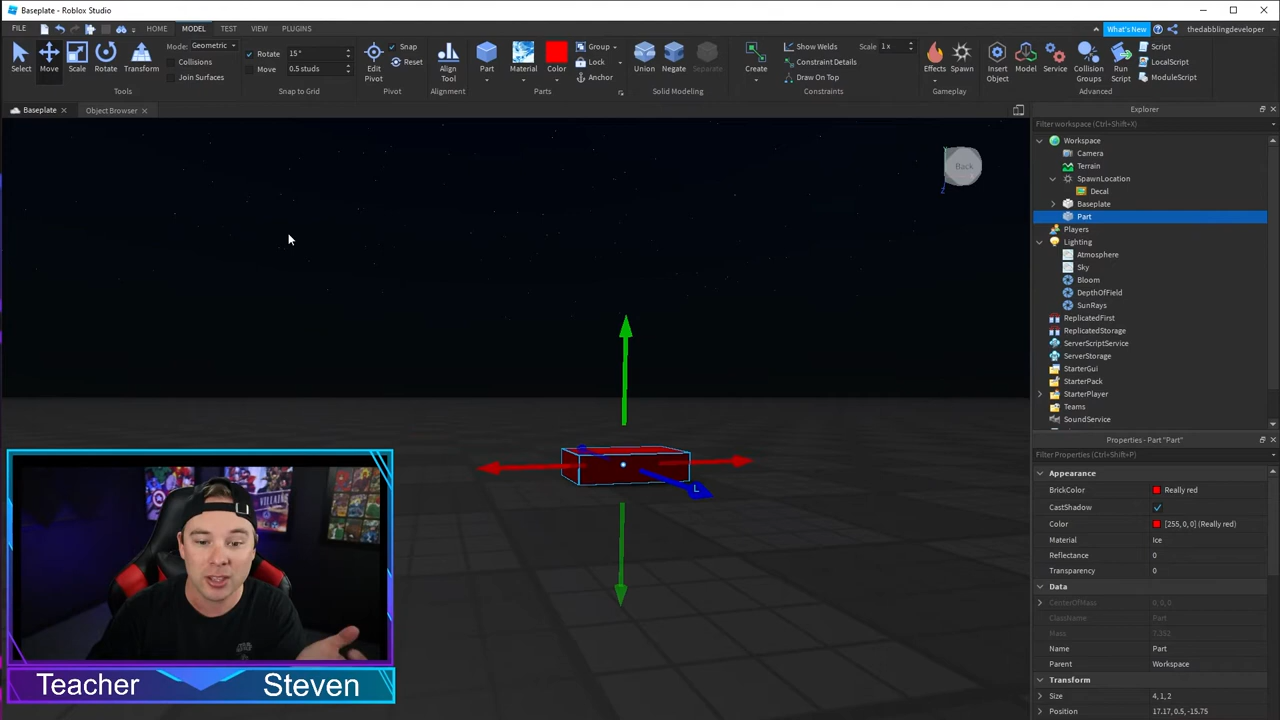 Baseplate - Roblox Studio
FILE HOME MODEL TEST VIEW PLUGINS
What's New thedabblingdeveloper
Select Move Scale Rotate Transform
Mode: Geometric
Collisions
Join Surfaces
Tools
Rotate 15°
Move 0.5 studs
Snap to Grid
Edit Pivot
Snap
Reset
Pivot
Align Tool
Alignment
Part Material Color
Group
Lock
Anchor
Parts
Union Negate Separate
Solid Modeling
Create
Show Welds
Constraint Details
Draw On Top
Scale 1 x
Constraints
Effects Spawn
Gameplay
Insert Object Model Service Collision Groups Run Script
Script
LocalScript
ModuleScript
Advanced
Baseplate Object Browser
Back
Y
Z
L
Explorer
Filter workspace (Ctrl+Shift+X)
Workspace
Camera
Terrain
SpawnLocation
Decal
Baseplate
Part
Players
Lighting
Atmosphere
Sky
Bloom
DepthOfField
SunRays
ReplicatedFirst
ReplicatedStorage
ServerScriptService
ServerStorage
StarterGui
StarterPack
StarterPlayer
Teams
SoundService
Properties - Part "Part"
Filter Properties (Ctrl+Shift+P)
Appearance
BrickColor Really red
CastShadow
Color [255, 0, 0] (Really red)
Material Ice
Reflectance 0
Transparency 0
Data
CenterOfMass 0, 0, 0
ClassName Part
Mass 7.352
Name Part
Parent Workspace
Transform
Size 4, 1, 2
Position 17.17, 0.5, -15.75
VILLAINS
Teacher Steven